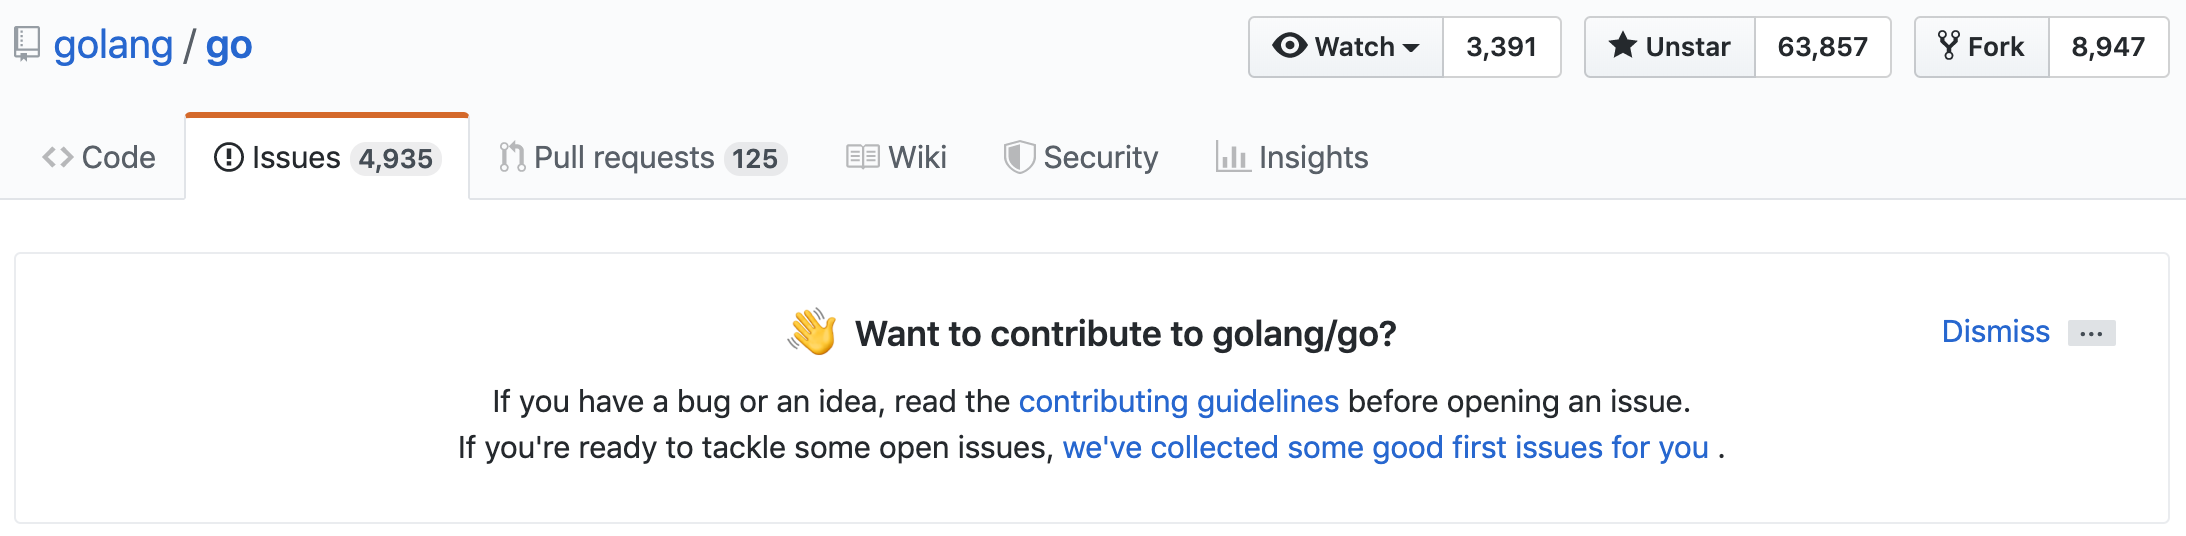 golang / go
Watch 3,391
Unstar 63,857
Fork 8,947
Code
Issues 4,935
Pull requests 125
Wiki
Security
Insights
👋 Want to contribute to golang/go?
Dismiss ...
If you have a bug or an idea, read the contributing guidelines before opening an issue.
If you're ready to tackle some open issues, we've collected some good first issues for you .